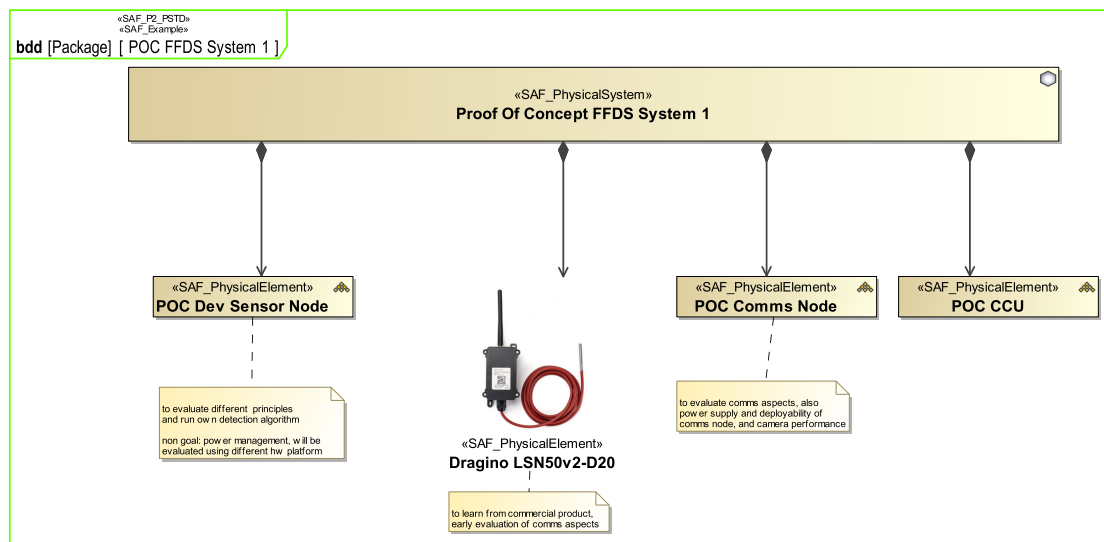 «SAF_P2_PSTD»
«SAF_Example»
bdd [Package] [ POC FFDS System 1 ]
«SAF_PhysicalSystem»
Proof Of Concept FFDS System 1
«SAF_PhysicalElement»
POC Dev Sensor Node
«SAF_PhysicalElement»
POC Comms Node
«SAF_PhysicalElement»
POC CCU
to evaluate different principles
and run own detection algorithm
non goal: power management, will be
evaluated using different hw platform
to evaluate comms aspects, also
power supply and deployability of
comms node, and camera performance
«SAF_PhysicalElement»
Dragino LSN50v2-D20
to learn from commercial product,
early evaluation of comms aspects